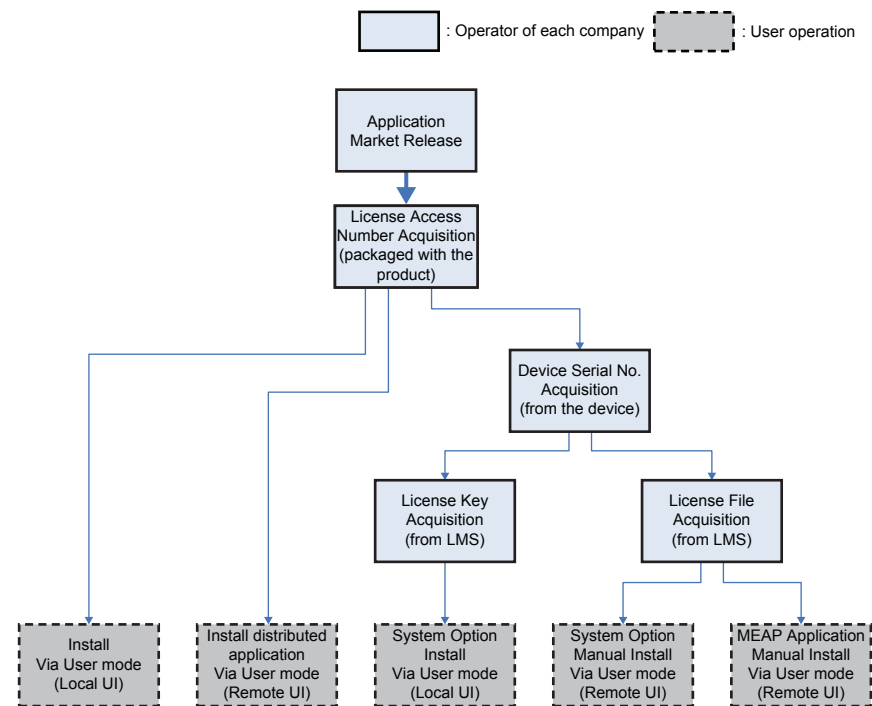 : Operator of each company
: User operation
Application
Market Release
License Access
Number Acquisition
(packaged with the
product)
Device Serial No.
Acquisition
(from the device)
License Key
Acquisition
(from LMS)
License File
Acquisition
(from LMS)
Install
Via User mode
(Local UI)
Install distributed
application
Via User mode
(Remote UI)
System Option
Install
Via User mode
(Local UI)
System Option
Manual Install
Via User mode
(Remote UI)
MEAP Application
Manual Install
Via User mode
(Remote UI)